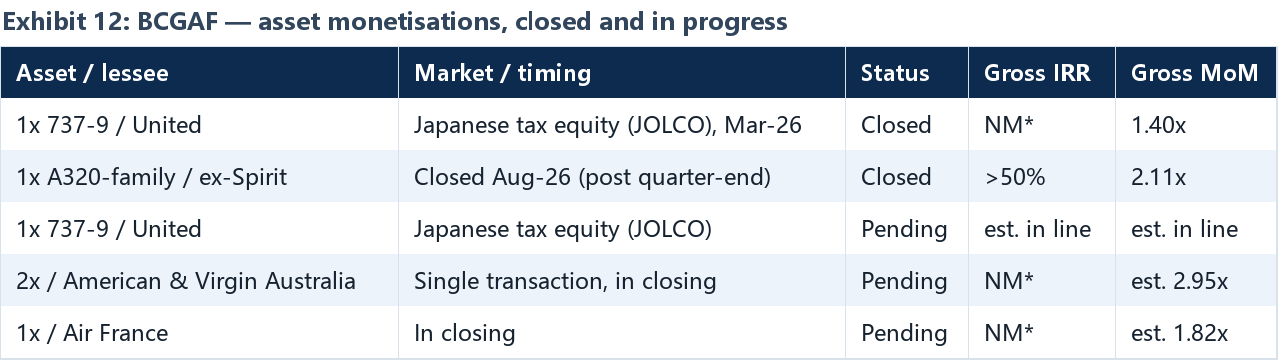 Exhibit 12: BCGAF — asset monetisations, closed and in progress
Asset / lessee Market / timing Status Gross IRR Gross MoM
1x 737-9 / United Japanese tax equity (JOLCO), Mar-26 Closed NM* 1.40x
1x A320-family / ex-Spirit Closed Aug-26 (post quarter-end) Closed >50% 2.11x
1x 737-9 / United Japanese tax equity (JOLCO) Pending est. in line est. in line
2x / American & Virgin Australia Single transaction, in closing Pending NM* est. 2.95x
1x / Air France In closing Pending NM* est. 1.82x